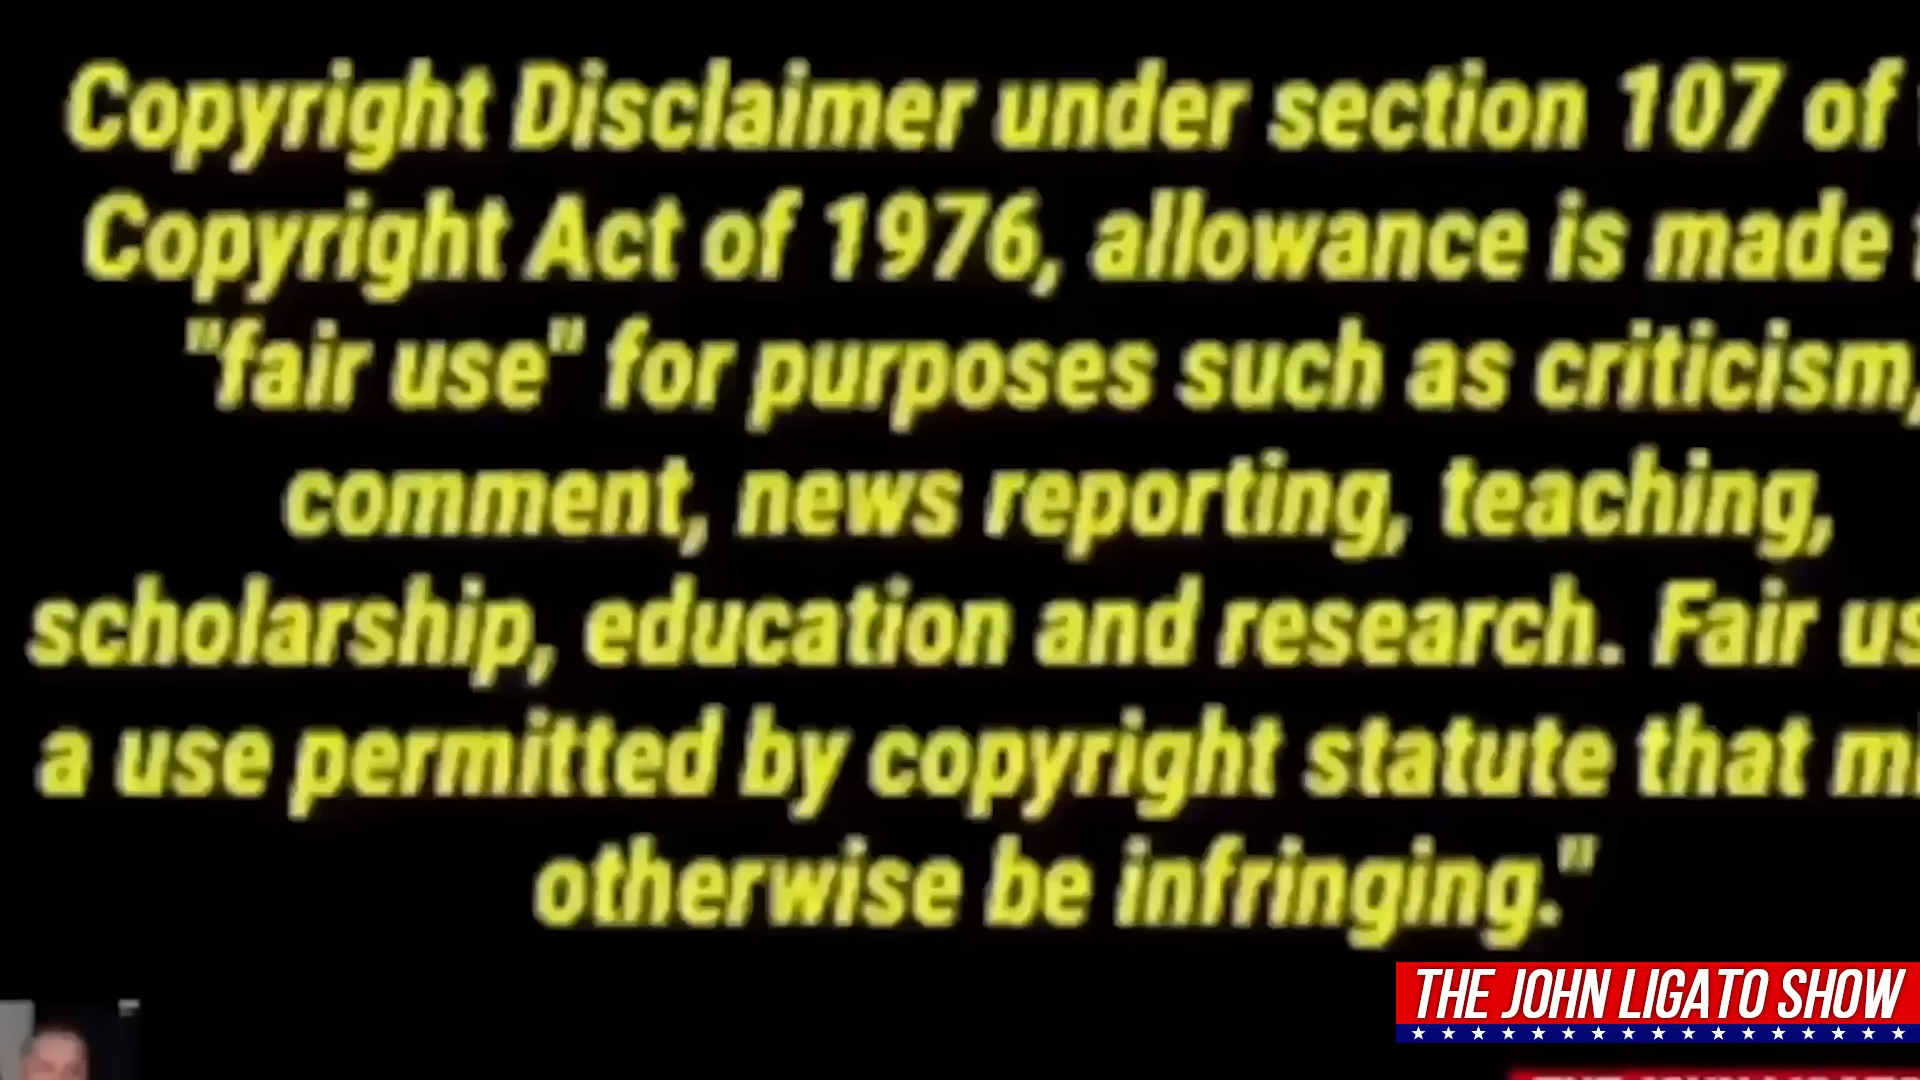 Copyright Disclaimer under section 107 of
Copyright Act of 1976, allowance is made
"fair use" for purposes such as criticism,
comment, news reporting, teaching,
scholarship, education and research. Fair us
a use permitted by copyright statute that m
otherwise be infringing."
THE JOHN LIGATO SHOW